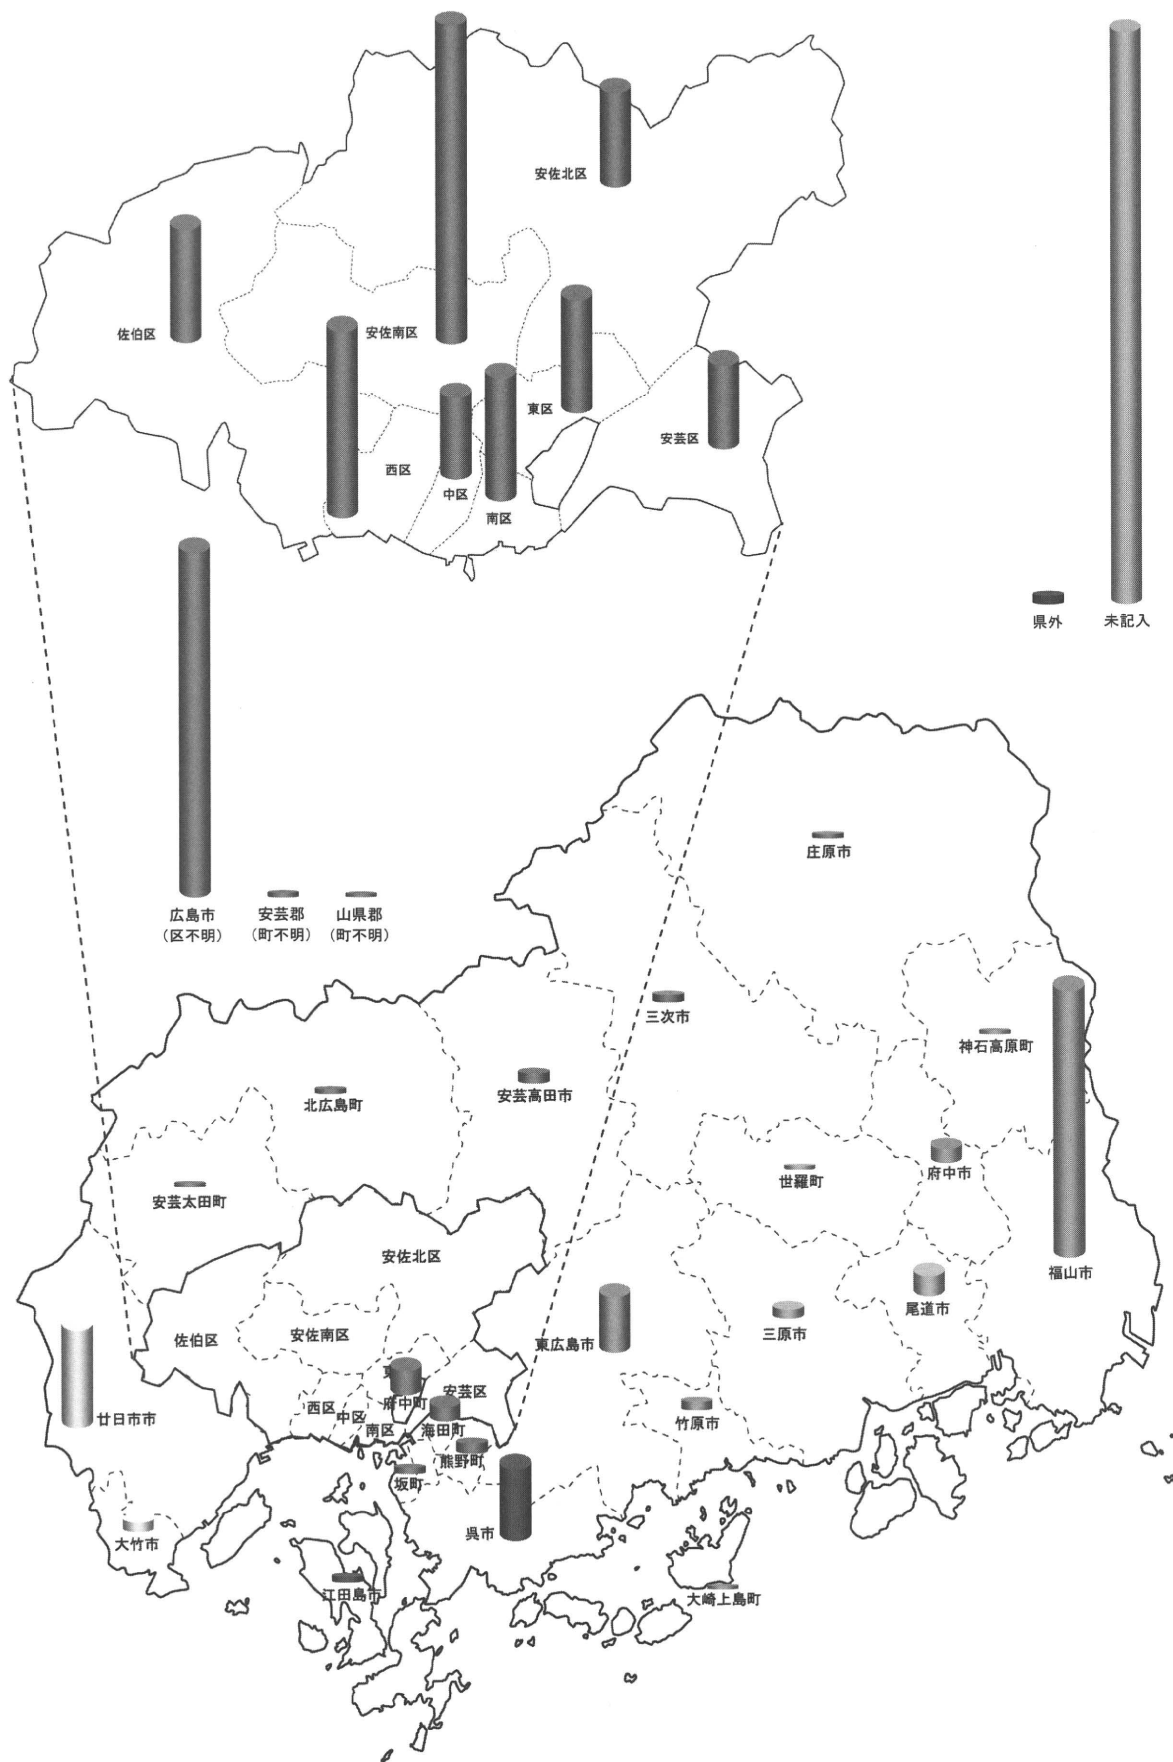 安佐北区
佐伯区
安佐南区
東区
安芸区
西区
中区
南区
県外
未記入
広島市
(区不明)
安芸郡
(町不明)
山県郡
(町不明)
庄原市
三次市
神石高原町
北広島町
安芸高田市
府中市
世羅町
安芸太田町
安佐北区
福山市
尾道市
佐伯区
安佐南区
東広島市
三原市
東
安芸区
府中町
西区
中区
南区
海田町
廿日市市
竹原市
熊野町
坂町
呉市
大竹市
江田島市
大崎上島町